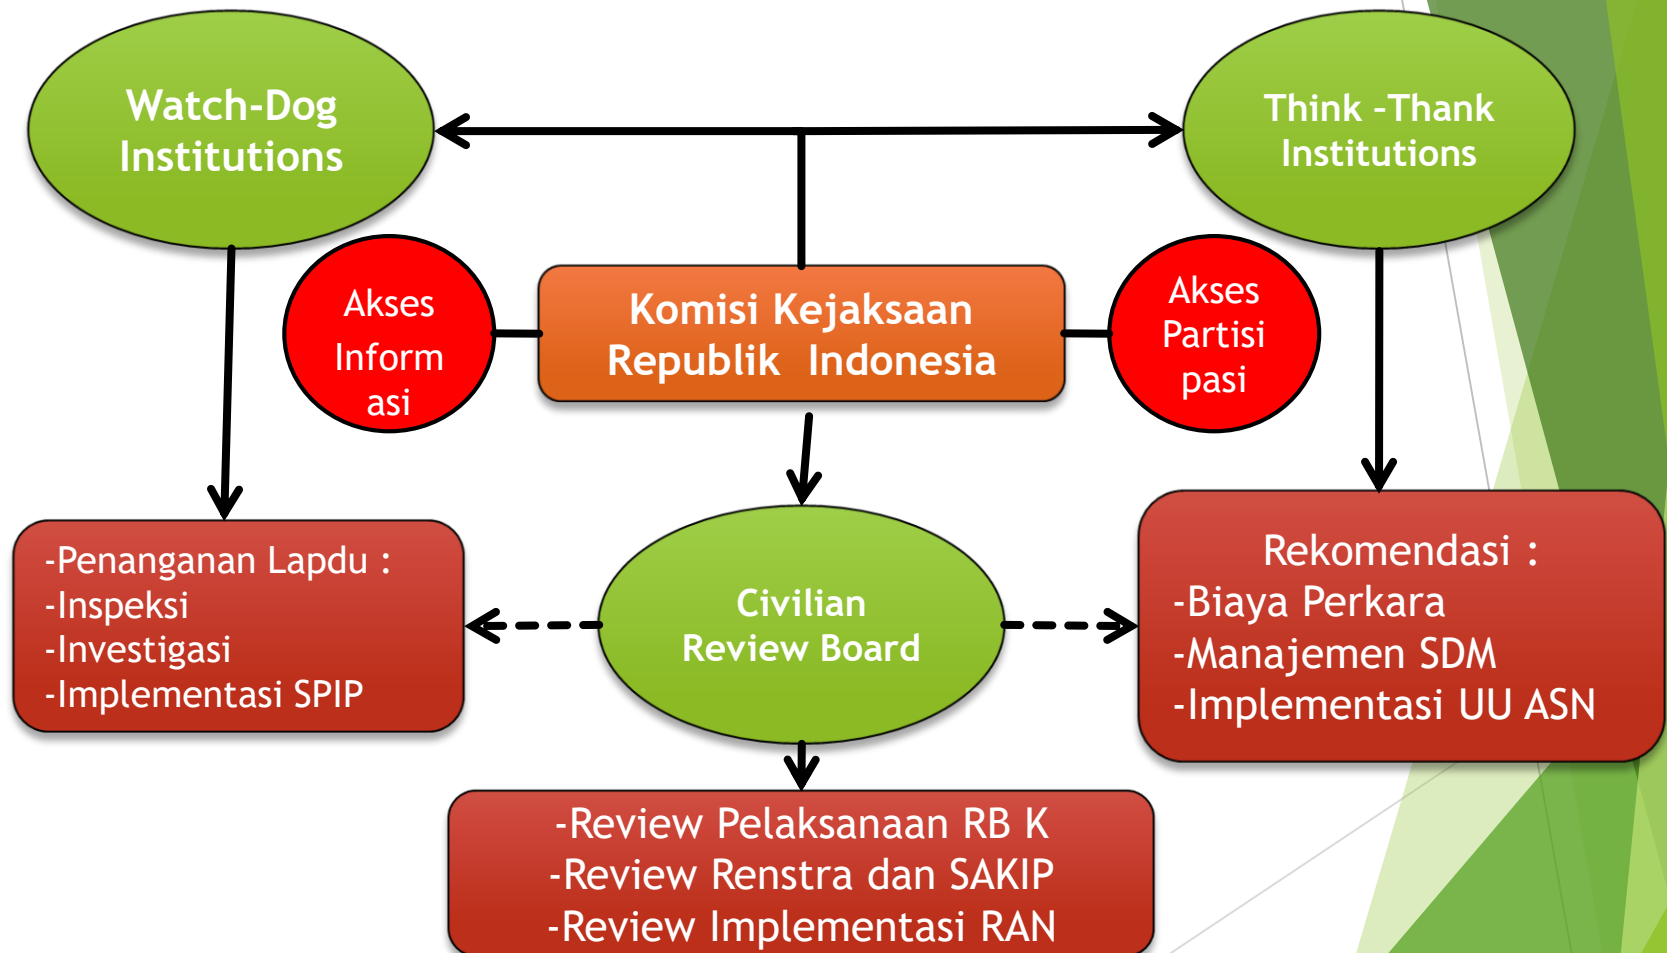 Watch-Dog
Institutions
Think –Thank
Institutions
Akses
Inform
asi
Komisi Kejaksaan
Republik Indonesia
Akses
Partisi
pasi
-Penanganan Lapdu :
-Inspeksi
-Investigasi
-Implementasi SPIP
Civilian
Review Board
Rekomendasi :
-Biaya Perkara
-Manajemen SDM
-Implementasi UU ASN
-Review Pelaksanaan RB K
-Review Renstra dan SAKIP
-Review Implementasi RAN